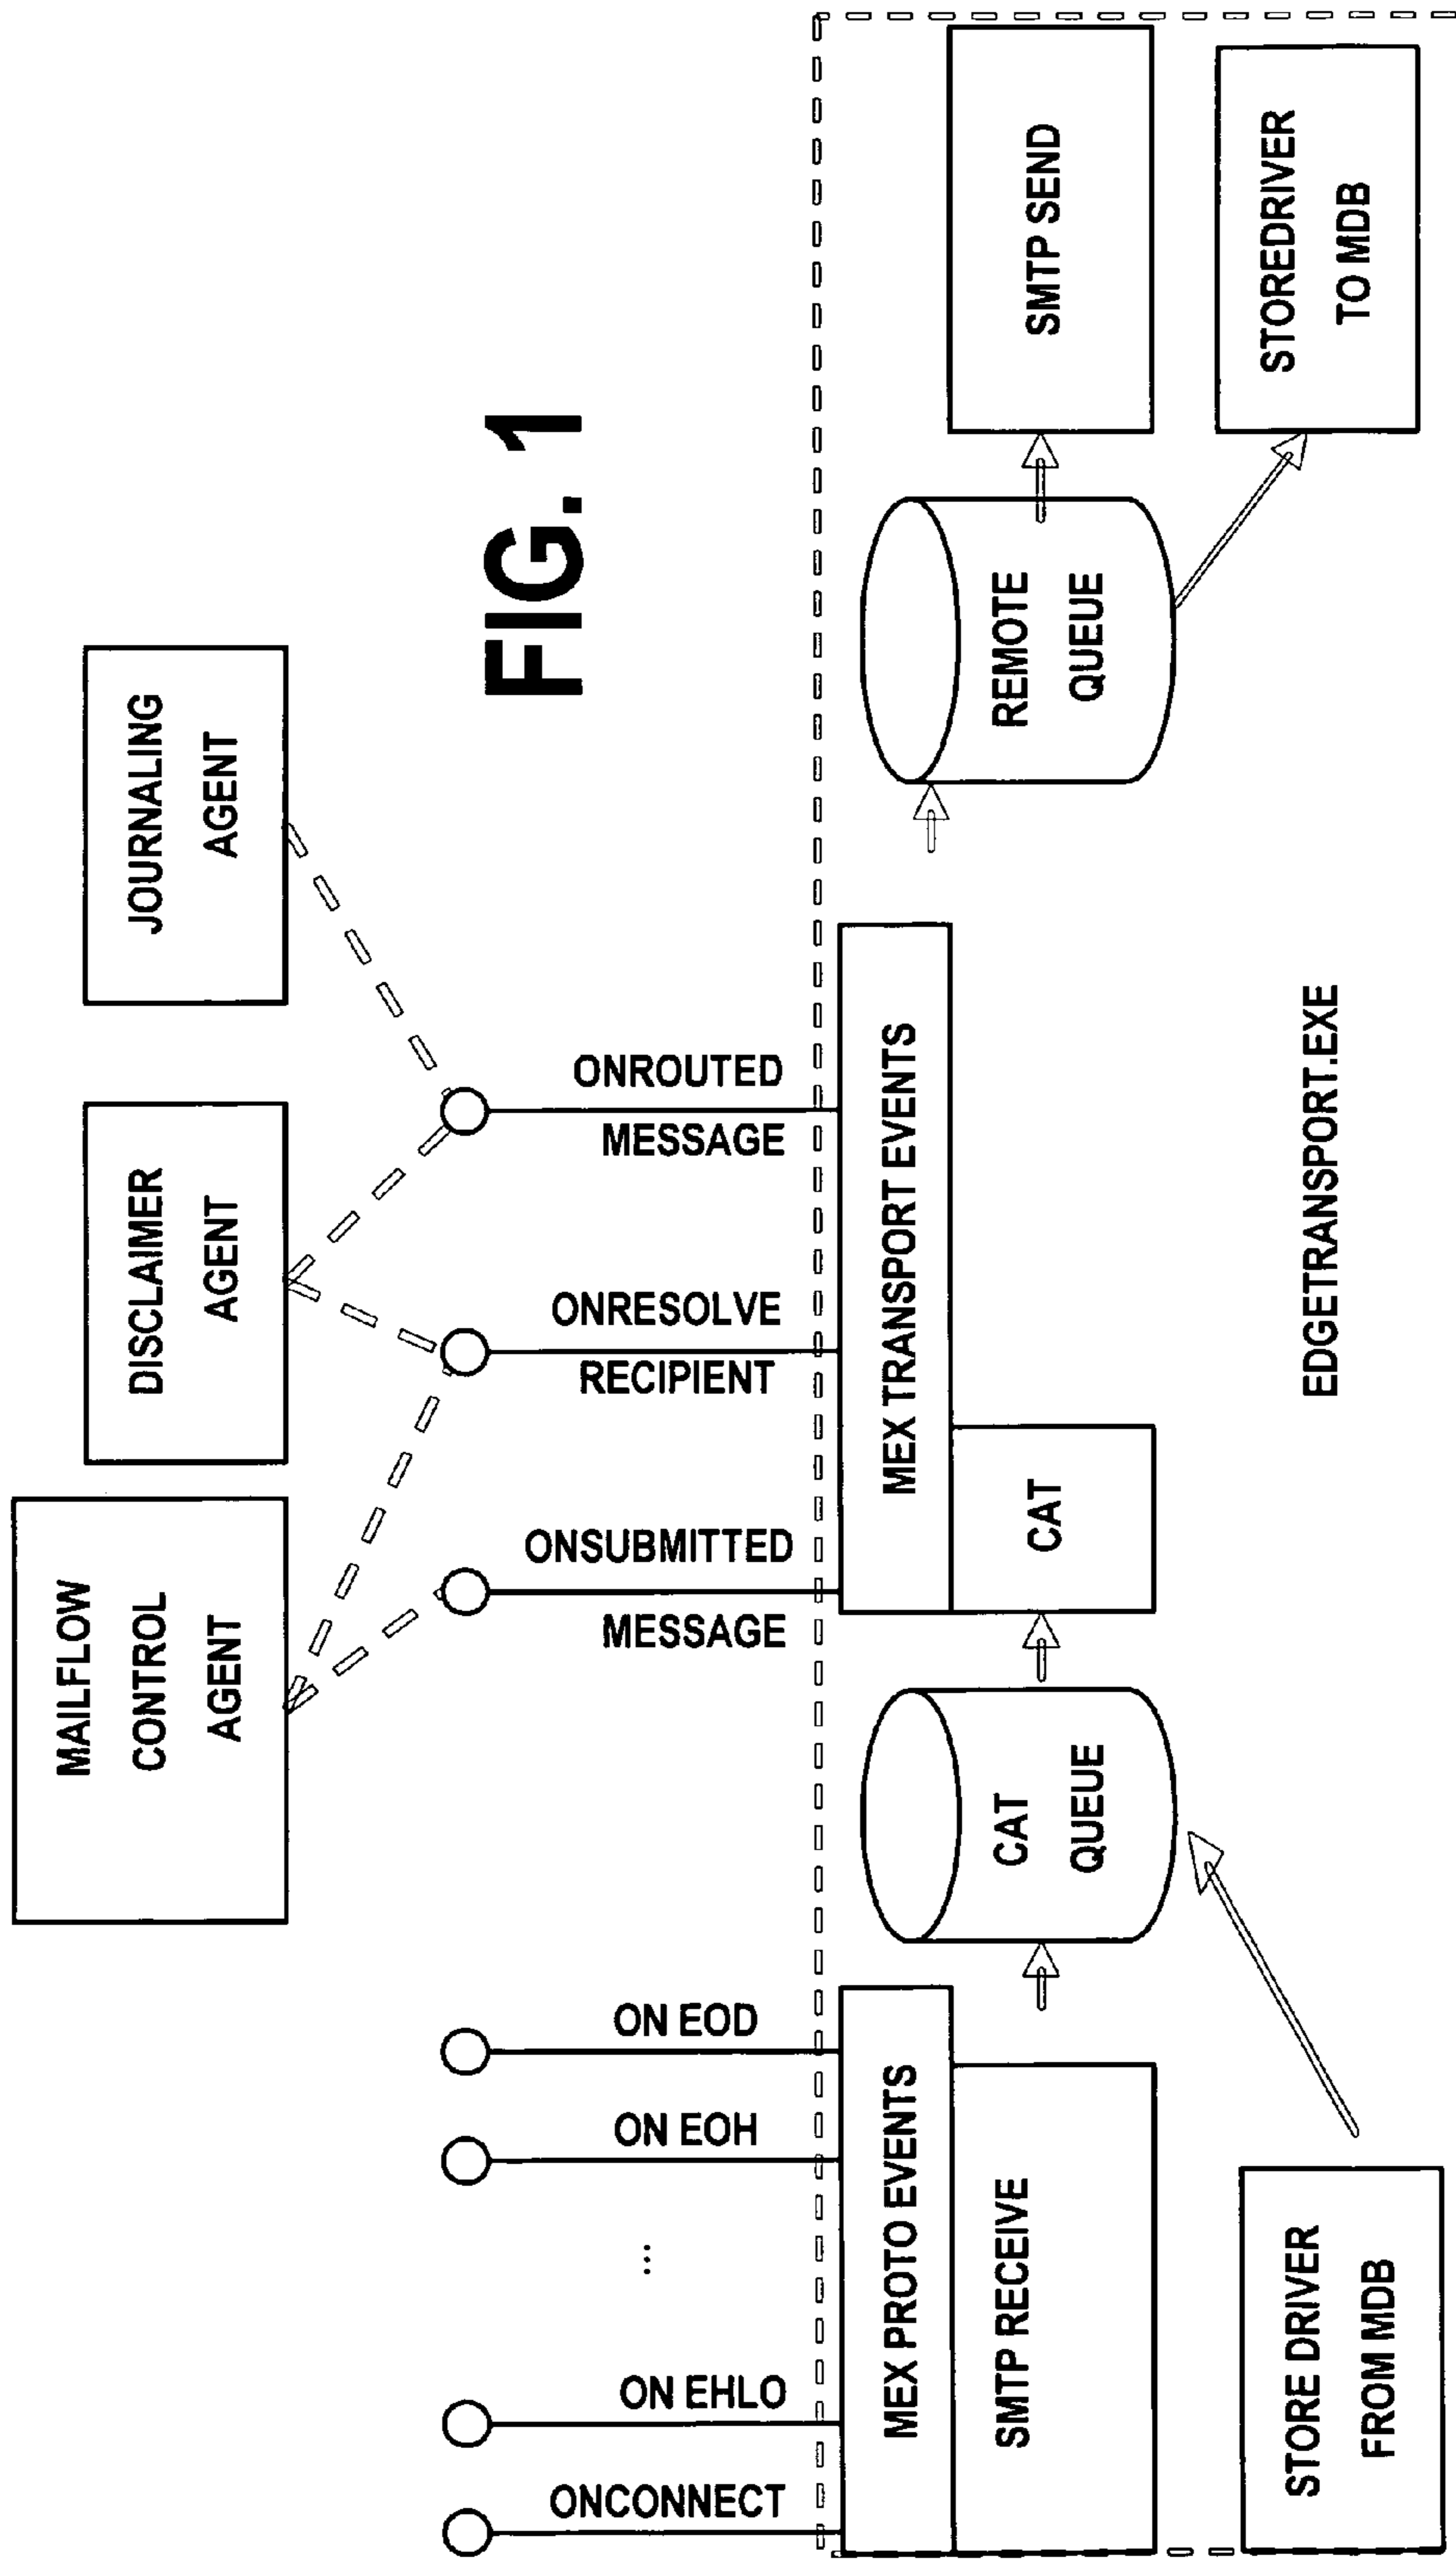 MAILFLOW
CONTROL
AGENT
DISCLAIMER
AGENT
JOURNALING
AGENT
FIG. 1
ONCONNECT
ON EHLO
...
ON EOH
ON EOD
ONSUBMITTED
MESSAGE
ONRESOLVE
RECIPIENT
ONROUTED
MESSAGE
MEX PROTO EVENTS
SMTP RECEIVE
CAT
QUEUE
MEX TRANSPORT EVENTS
CAT
REMOTE
QUEUE
SMTP SEND
STORE DRIVER
FROM MDB
EDGETRANSPORT.EXE
STOREDRIVER
TO MDB